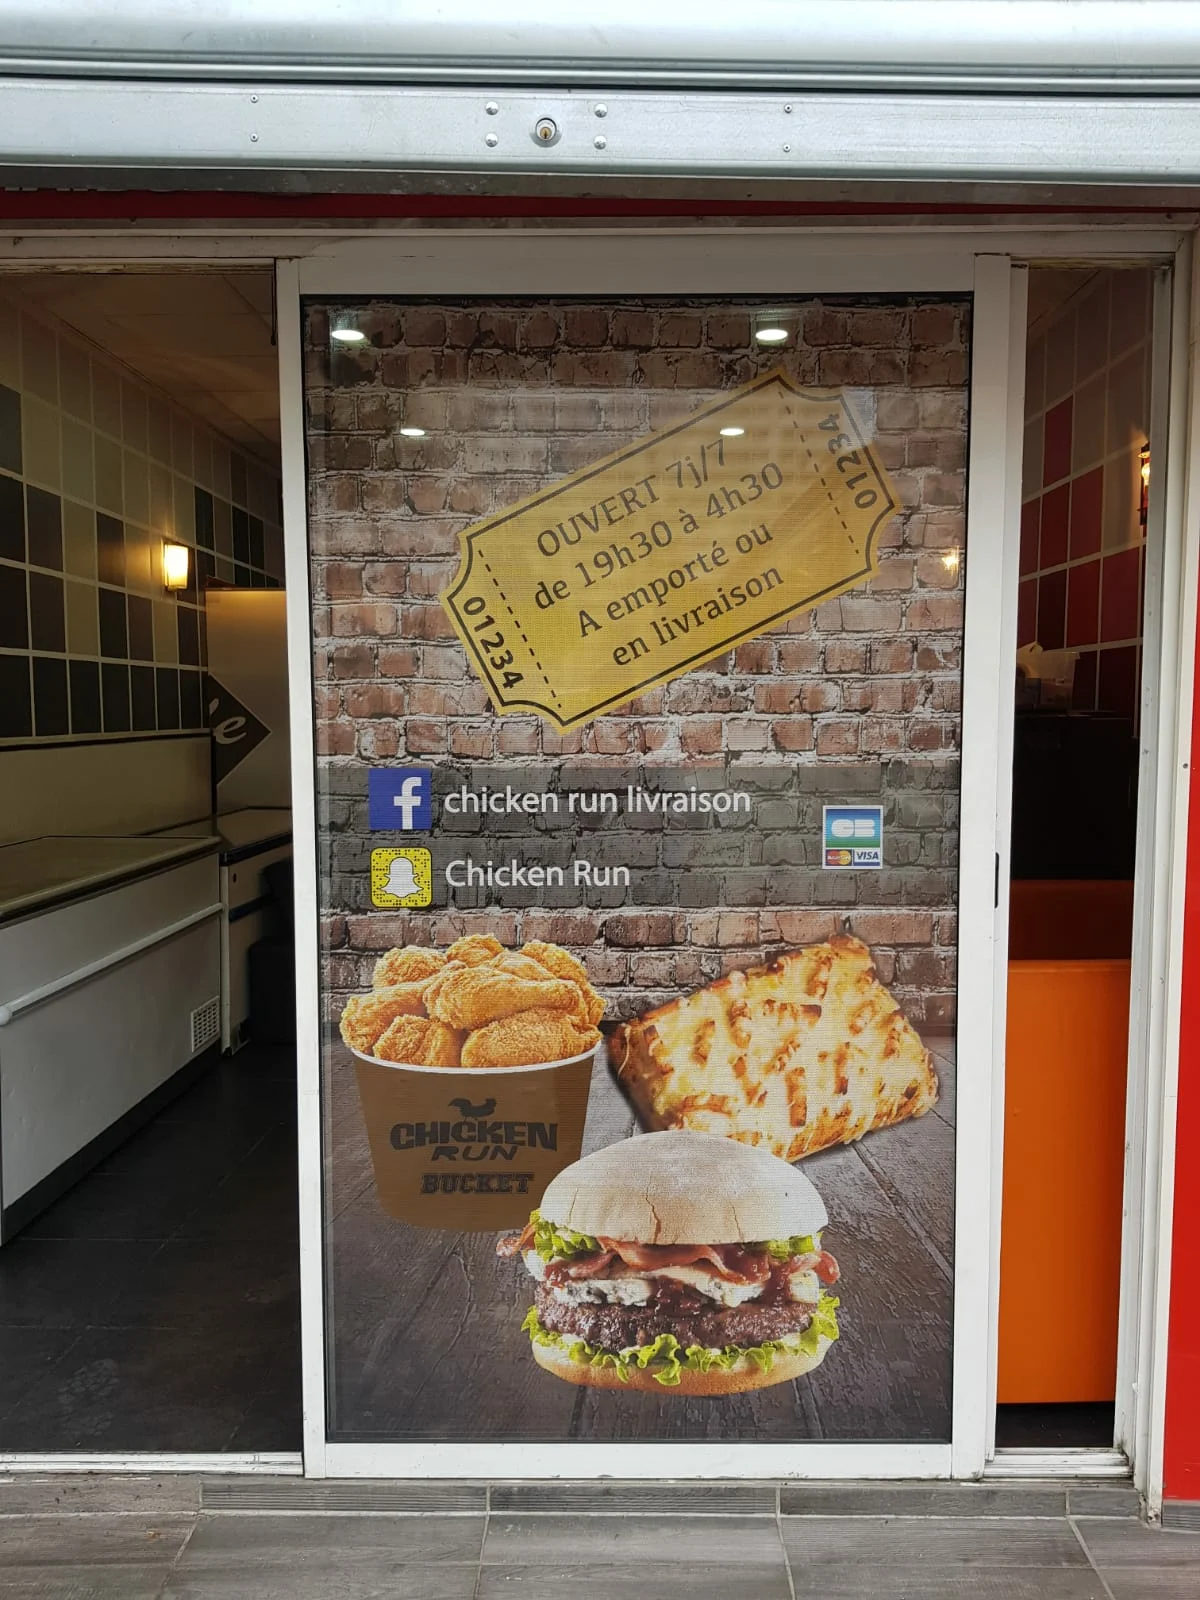 OUVERT 7j/7
de 19h30 à 4h30
A emporté ou
en livraison
01234
01234
chicken run livraison
Chicken Run
CB
VISA
CHICKEN
RUN
BUCKET